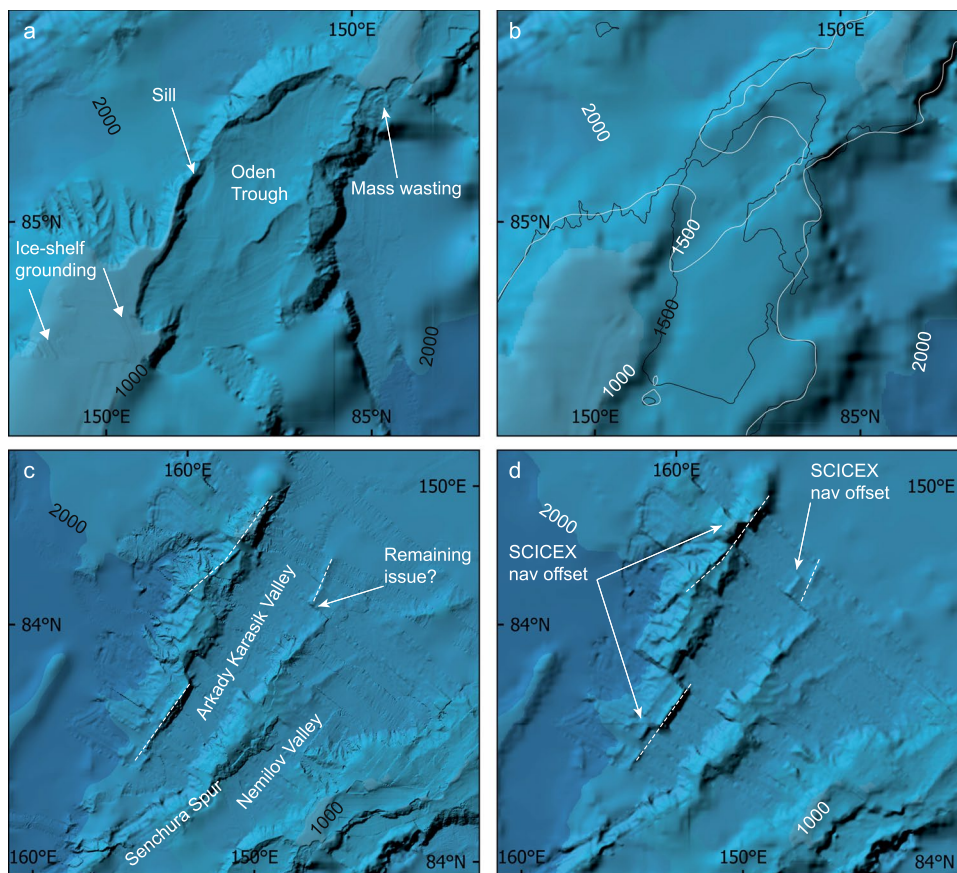 a
150°E
2000
Sill
Oden
Trough
Mass wasting
85°N
Ice-shelf
grounding
1000
2000
150°E
85°N
b
150°E
2000
85°N
1500
1500
1000
2000
150°E
85°N
c
160°E
150°E
2000
Remaining
issue?
84°N
Arkady Karasik Valley
Nemilov Valley
Senchura Spur
1000
160°E
150°E
84°N
d
160°E
SCICEX
nav offset
150°E
2000
SCICEX
nav offset
84°N
1000
160°E
150°E
84°N